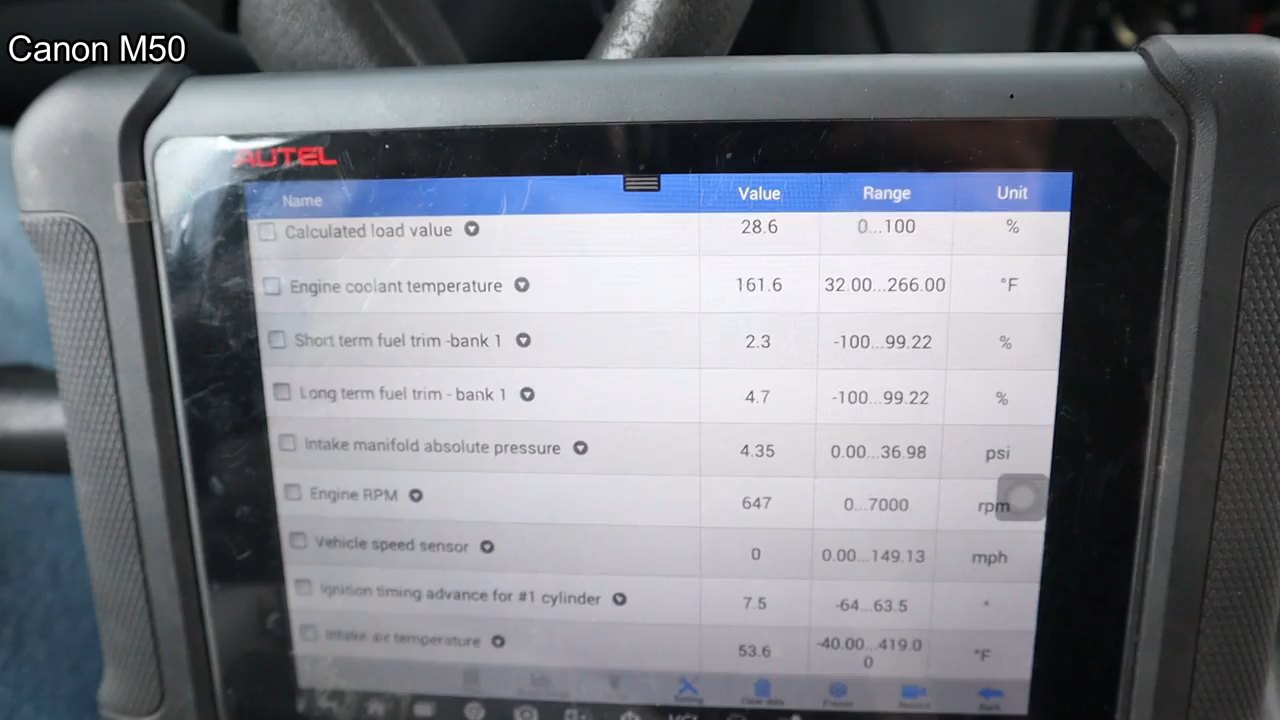 Canon M50
AUTEL
Name Value Range Unit
Calculated load value 28.6 0...100 %
Engine coolant temperature 161.6 32.00...266.00 °F
Short term fuel trim -bank 1 2.3 -100...99.22 %
Long term fuel trim - bank 1 4.7 -100...99.22 %
Intake manifold absolute pressure 4.35 0.00...36.98 psi
Engine RPM 647 0...7000 rpm
Vehicle speed sensor 0 0.00...149.13 mph
Ignition timing advance for #1 cylinder 7.5 -64...63.5 °
Intake air temperature 53.6 -40.00...419.0
0 °F
Clear data
Back